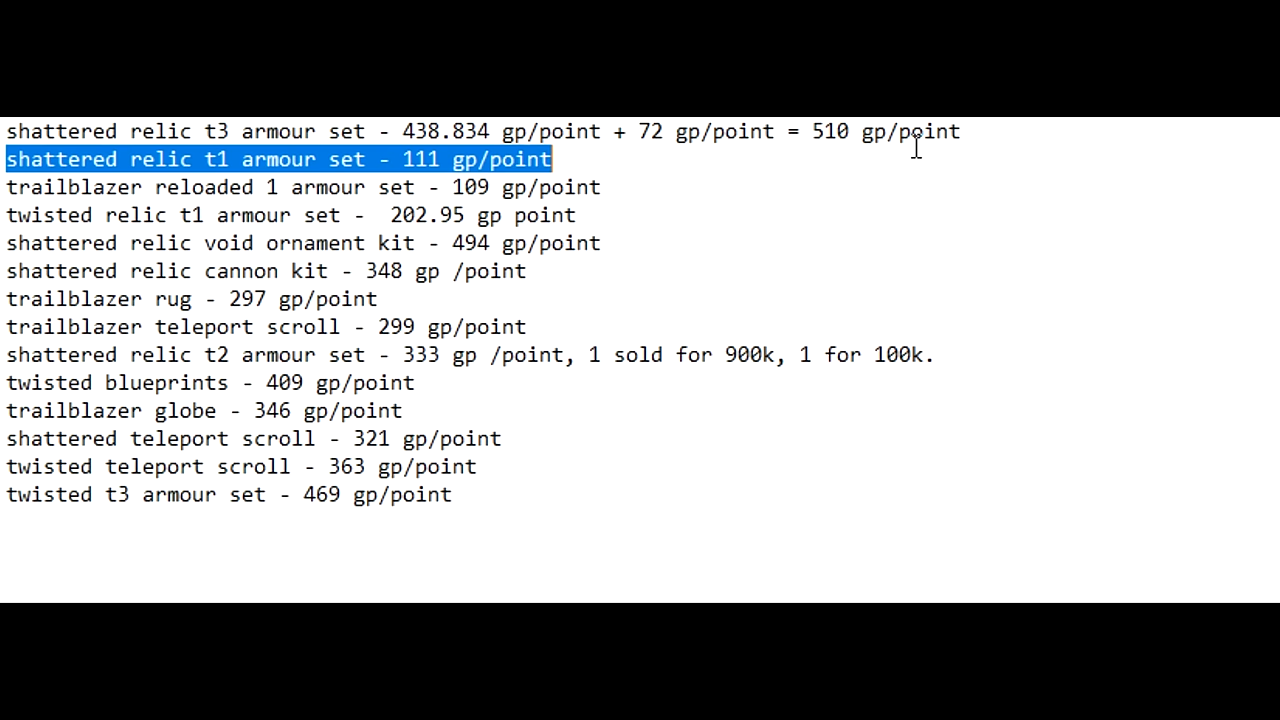 shattered relic t3 armour set - 438.834 gp/point + 72 gp/point = 510 gp/point
shattered relic t1 armour set - 111 gp/point
trailblazer reloaded 1 armour set - 109 gp/point
twisted relic t1 armour set -  202.95 gp point
shattered relic void ornament kit - 494 gp/point
shattered relic cannon kit - 348 gp /point
trailblazer rug - 297 gp/point
trailblazer teleport scroll - 299 gp/point
shattered relic t2 armour set - 333 gp /point, 1 sold for 900k, 1 for 100k.
twisted blueprints - 409 gp/point
trailblazer globe - 346 gp/point
shattered teleport scroll - 321 gp/point
twisted teleport scroll - 363 gp/point
twisted t3 armour set - 469 gp/point